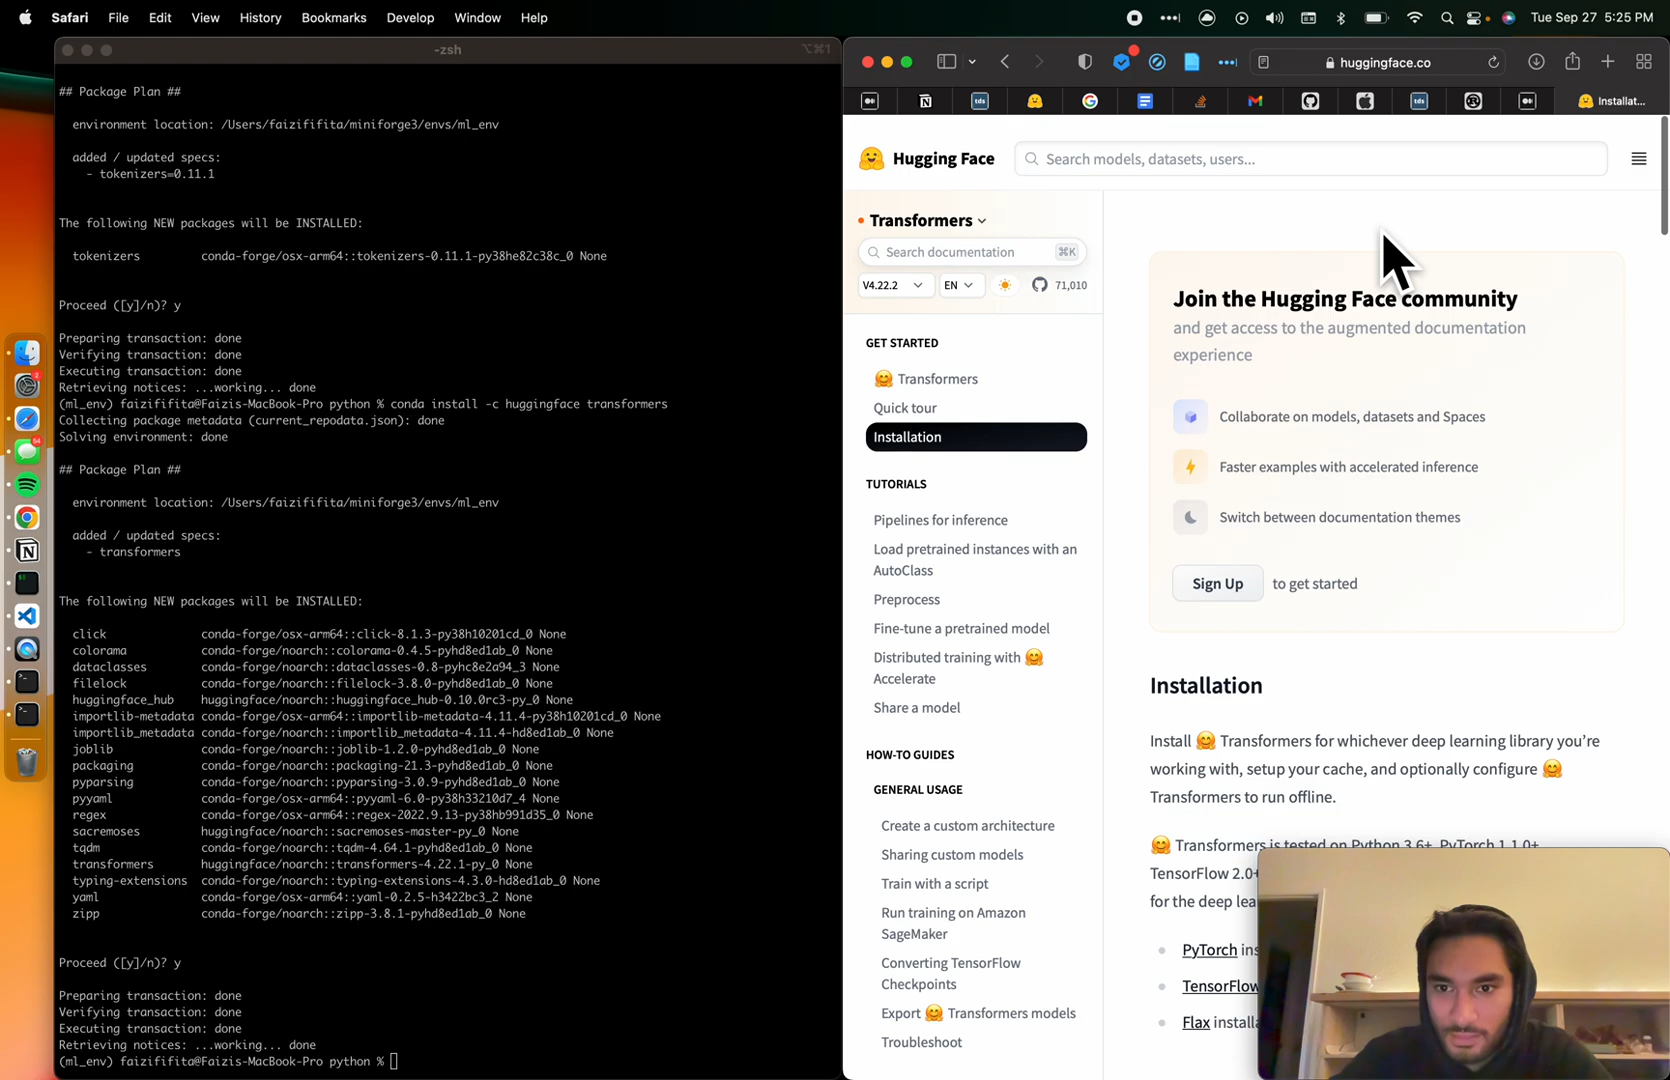 Safari File Edit View History Bookmarks Develop Window Help
Tue Sep 27 5:25 PM
-zsh
⌥⌘1
## Package Plan ##
environment location: /Users/faizififita/miniforge3/envs/ml_env
added / updated specs:
- tokenizers=0.11.1
The following NEW packages will be INSTALLED:
tokenizers conda-forge/osx-arm64::tokenizers-0.11.1-py38he82c38c_0 None
Proceed ([y]/n)? y
Preparing transaction: done
Verifying transaction: done
Executing transaction: done
Retrieving notices: ...working... done
(ml_env) faizififita@Faizis-MacBook-Pro python % conda install -c huggingface transformers
Collecting package metadata (current_repodata.json): done
Solving environment: done
## Package Plan ##
environment location: /Users/faizififita/miniforge3/envs/ml_env
added / updated specs:
- transformers
The following NEW packages will be INSTALLED:
click conda-forge/osx-arm64::click-8.1.3-py38h10201cd_0 None
colorama conda-forge/noarch::colorama-0.4.5-pyhd8ed1ab_0 None
dataclasses conda-forge/noarch::dataclasses-0.8-pyhc8e2a94_3 None
filelock conda-forge/noarch::filelock-3.8.0-pyhd8ed1ab_0 None
huggingface_hub huggingface/noarch::huggingface_hub-0.10.0rc3-py_0 None
importlib-metadata conda-forge/osx-arm64::importlib-metadata-4.11.4-py38h10201cd_0 None
importlib_metadata conda-forge/noarch::importlib_metadata-4.11.4-hd8ed1ab_0 None
joblib conda-forge/noarch::joblib-1.2.0-pyhd8ed1ab_0 None
packaging conda-forge/noarch::packaging-21.3-pyhd8ed1ab_0 None
pyparsing conda-forge/noarch::pyparsing-3.0.9-pyhd8ed1ab_0 None
pyyaml conda-forge/osx-arm64::pyyaml-6.0-py38h33210d7_4 None
regex conda-forge/osx-arm64::regex-2022.9.13-py38hb991d35_0 None
sacremoses huggingface/noarch::sacremoses-master-py_0 None
tqdm conda-forge/noarch::tqdm-4.64.1-pyhd8ed1ab_0 None
transformers huggingface/noarch::transformers-4.22.1-py_0 None
typing-extensions conda-forge/noarch::typing-extensions-4.3.0-hd8ed1ab_0 None
yaml conda-forge/osx-arm64::yaml-0.2.5-h3422bc3_2 None
zipp conda-forge/noarch::zipp-3.8.1-pyhd8ed1ab_0 None
Proceed ([y]/n)? y
Preparing transaction: done
Verifying transaction: done
Executing transaction: done
Retrieving notices: ...working... done
(ml_env) faizififita@Faizis-MacBook-Pro python %
huggingface.co
tds
tds
Installat...
Hugging Face
Search models, datasets, users...
Transformers
Search documentation ⌘K
V4.22.2 EN 71,010
GET STARTED
🤗 Transformers
Quick tour
Installation
TUTORIALS
Pipelines for inference
Load pretrained instances with an
AutoClass
Preprocess
Fine-tune a pretrained model
Distributed training with 🤗
Accelerate
Share a model
HOW-TO GUIDES
GENERAL USAGE
Create a custom architecture
Sharing custom models
Train with a script
Run training on Amazon
SageMaker
Converting TensorFlow
Checkpoints
Export 🤗 Transformers models
Troubleshoot
Join the Hugging Face community
and get access to the augmented documentation
experience
Collaborate on models, datasets and Spaces
Faster examples with accelerated inference
Switch between documentation themes
Sign Up to get started
Installation
Install 🤗 Transformers for whichever deep learning library you're
working with, setup your cache, and optionally configure 🤗
Transformers to run offline.
🤗 Transformers is tested on Python 3.6+, PyTorch 1.1.0+,
TensorFlow 2.0+
for the deep lea
PyTorch ins
TensorFlow
Flax installa